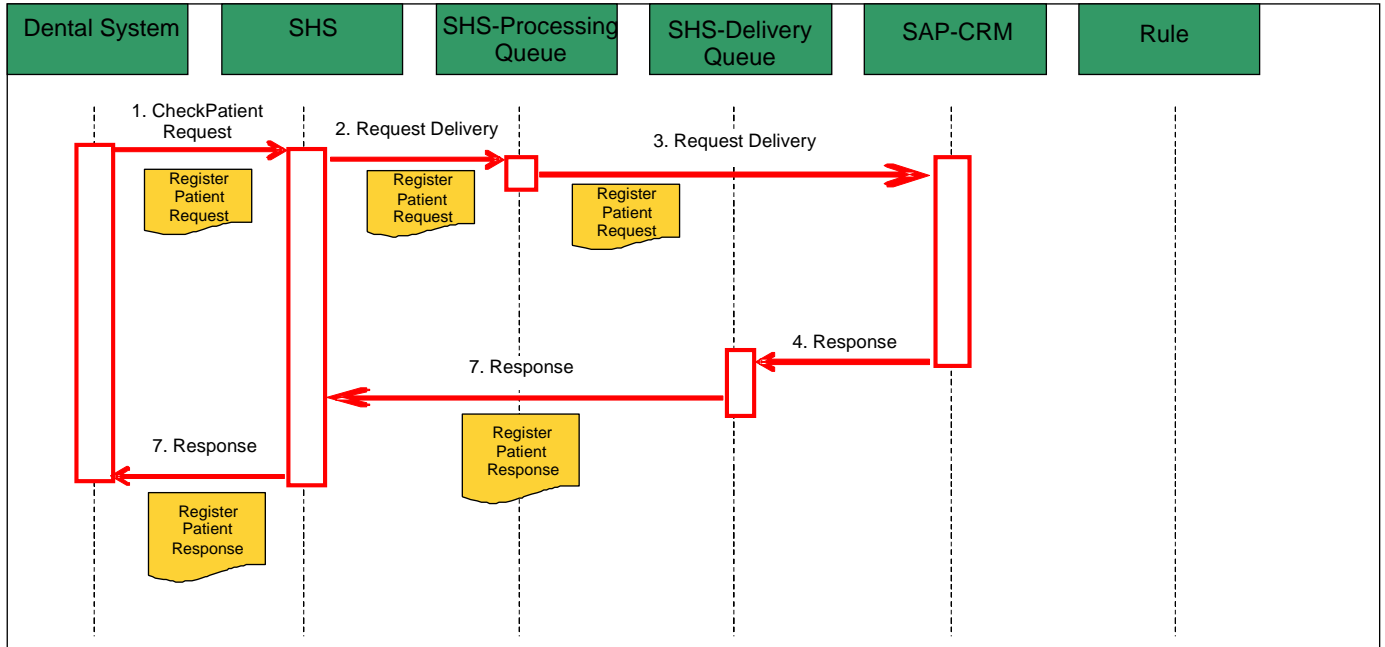 Dental System
SHS
SHS-Processing
Queue
SHS-Delivery
Queue
SAP-CRM
Rule
1. CheckPatient
Request
2. Request Delivery
3. Request Delivery
Register
Patient
Request
Register
Patient
Request
Register
Patient
Request
4. Response
7. Response
7. Response
Register
Patient
Response
Register
Patient
Response